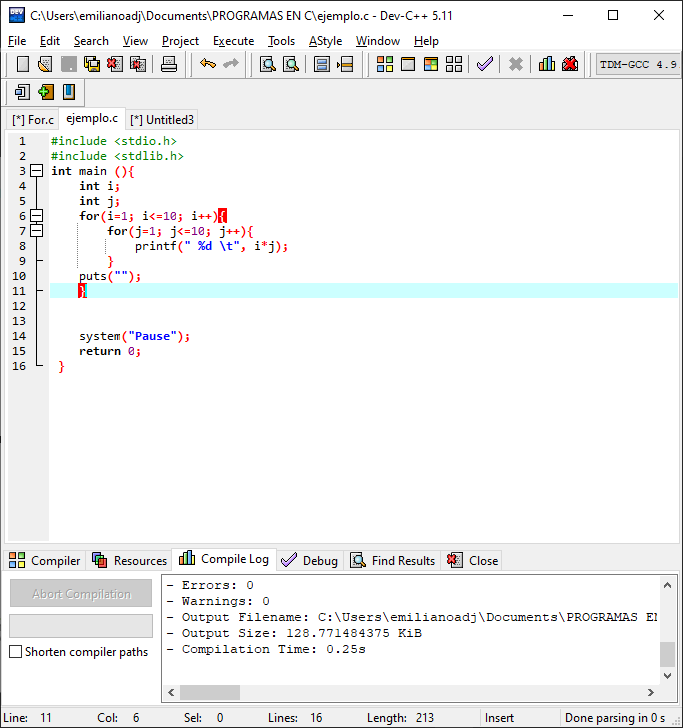 C:\Users\emilianoadj\Documents\PROGRAMAS EN C\ejemplo.c - Dev-C++ 5.11
File Edit Search View Project Execute Tools AStyle Window Help
TDM-GCC 4.9
[*] For.c ejemplo.c [*] Untitled3
1 #include <stdio.h>
2 #include <stdlib.h>
3 int main (){
4 int i;
5 int j;
6 for(i=1; i<=10; i++){
7 for(j=1; j<=10; j++){
8 printf(" %d \t", i*j);
9 }
10 puts("");
11 }
12
13
14 system("Pause");
15 return 0;
16 }
Compiler Resources Compile Log Debug Find Results Close
Abort Compilation
Shorten compiler paths
- Errors: 0
- Warnings: 0
- Output Filename: C:\Users\emilianoadj\Documents\PROGRAMAS EN
- Output Size: 128.771484375 KiB
- Compilation Time: 0.25s
Line: 11 Col: 6 Sel: 0 Lines: 16 Length: 213 Insert Done parsing in 0 s